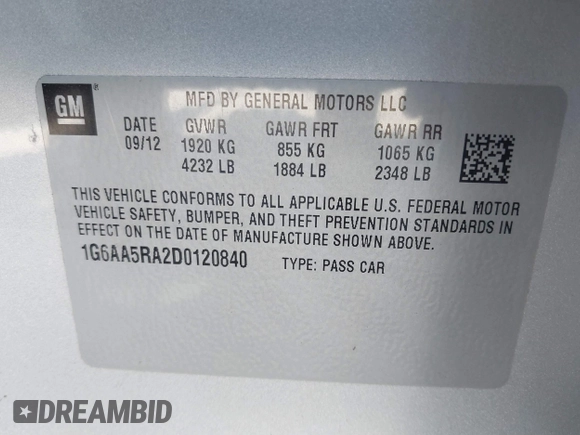 GM
®
MFD BY GENERAL MOTORS LLC
DATE GVWR GAWR FRT GAWR RR
09/12 1920 KG 855 KG 1065 KG
4232 LB 1884 LB 2348 LB
THIS VEHICLE CONFORMS TO ALL APPLICABLE U.S. FEDERAL MOTOR
VEHICLE SAFETY, BUMPER, AND THEFT PREVENTION STANDARDS IN
EFFECT ON THE DATE OF MANUFACTURE SHOWN ABOVE.
1G6AA5RA2D0120840 TYPE: PASS CAR
DREAMBID